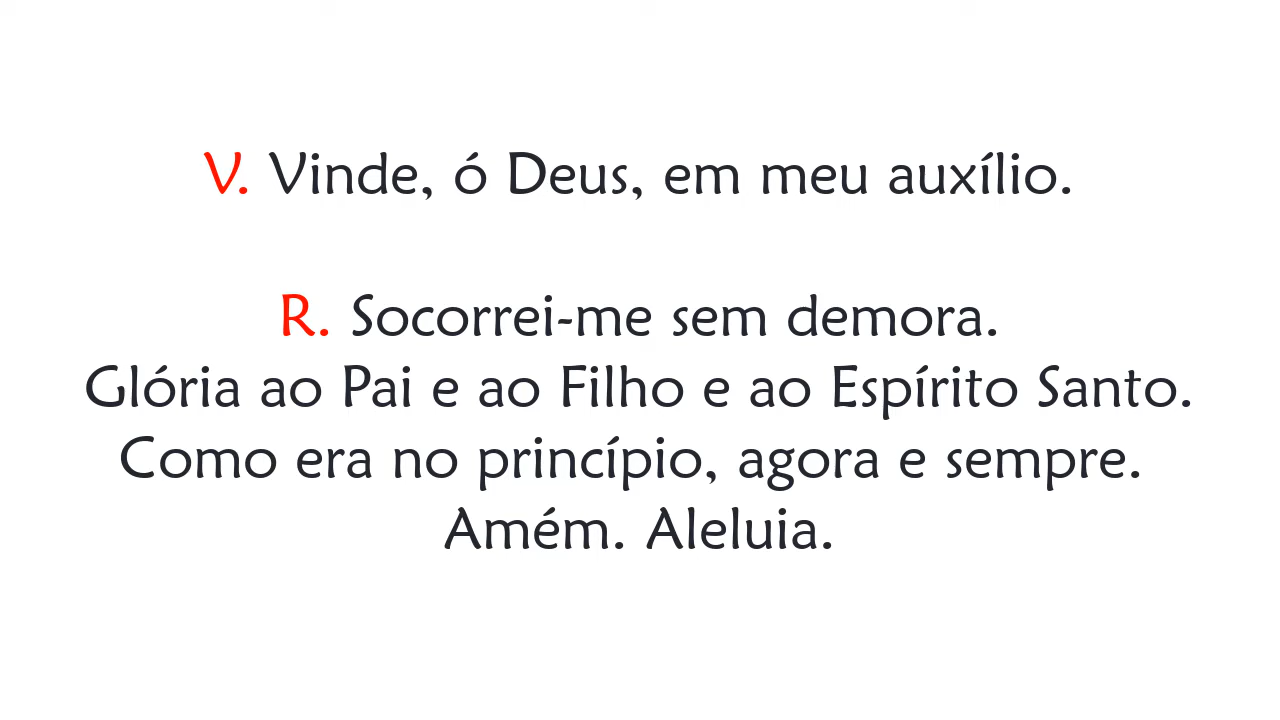 V. Vinde, ó Deus, em meu auxílio.
R. Socorrei-me sem demora.
Glória ao Pai e ao Filho e ao Espírito Santo.
Como era no princípio, agora e sempre.
Amém. Aleluia.